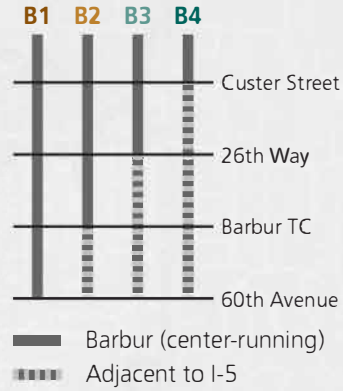 B1 B2 B3 B4
Custer Street
26th Way
Barbur TC
60th Avenue
Barbur (center-running)
Adjacent to I-5